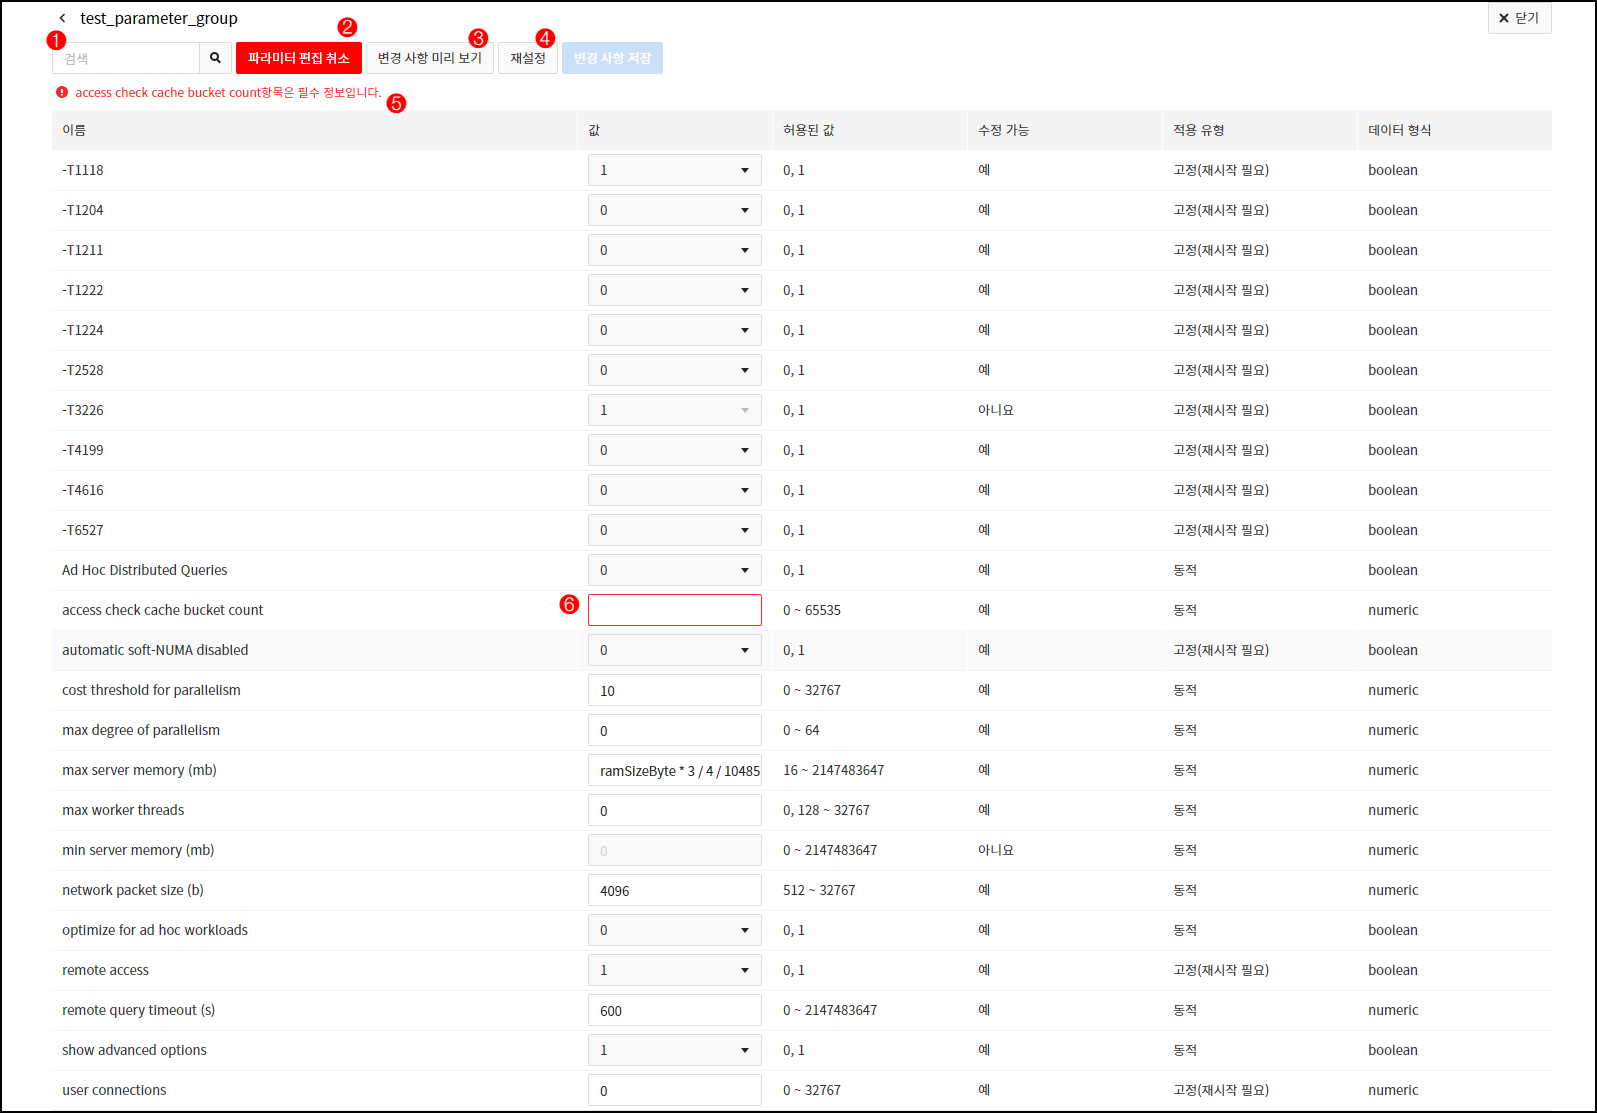 test_parameter_group
✕ 닫기
1 2 3 4
검색 파라미터 편집 취소 변경 사항 미리 보기 재설정 변경 사항 저장
access check cache bucket count항목은 필수 정보입니다. 5
이름 값 허용된 값 수정 가능 적용 유형 데이터 형식
-T1118 1 0, 1 예 고정(재시작 필요) boolean
-T1204 0 0, 1 예 고정(재시작 필요) boolean
-T1211 0 0, 1 예 고정(재시작 필요) boolean
-T1222 0 0, 1 예 고정(재시작 필요) boolean
-T1224 0 0, 1 예 고정(재시작 필요) boolean
-T2528 0 0, 1 예 고정(재시작 필요) boolean
-T3226 1 0, 1 아니요 고정(재시작 필요) boolean
-T4199 0 0, 1 예 고정(재시작 필요) boolean
-T4616 0 0, 1 예 고정(재시작 필요) boolean
-T6527 0 0, 1 예 고정(재시작 필요) boolean
Ad Hoc Distributed Queries 0 0, 1 예 동적 boolean
access check cache bucket count 6 0 ~ 65535 예 동적 numeric
automatic soft-NUMA disabled 0 0, 1 예 고정(재시작 필요) boolean
cost threshold for parallelism 10 0 ~ 32767 예 동적 numeric
max degree of parallelism 0 0 ~ 64 예 동적 numeric
max server memory (mb) ramSizeByte * 3 / 4 / 10485 16 ~ 2147483647 예 동적 numeric
max worker threads 0 0, 128 ~ 32767 예 동적 numeric
min server memory (mb) 0 0 ~ 2147483647 아니요 동적 numeric
network packet size (b) 4096 512 ~ 32767 예 동적 numeric
optimize for ad hoc workloads 0 0, 1 예 동적 boolean
remote access 1 0, 1 예 고정(재시작 필요) boolean
remote query timeout (s) 600 0 ~ 2147483647 예 동적 numeric
show advanced options 1 0, 1 예 동적 boolean
user connections 0 0 ~ 32767 예 고정(재시작 필요) numeric